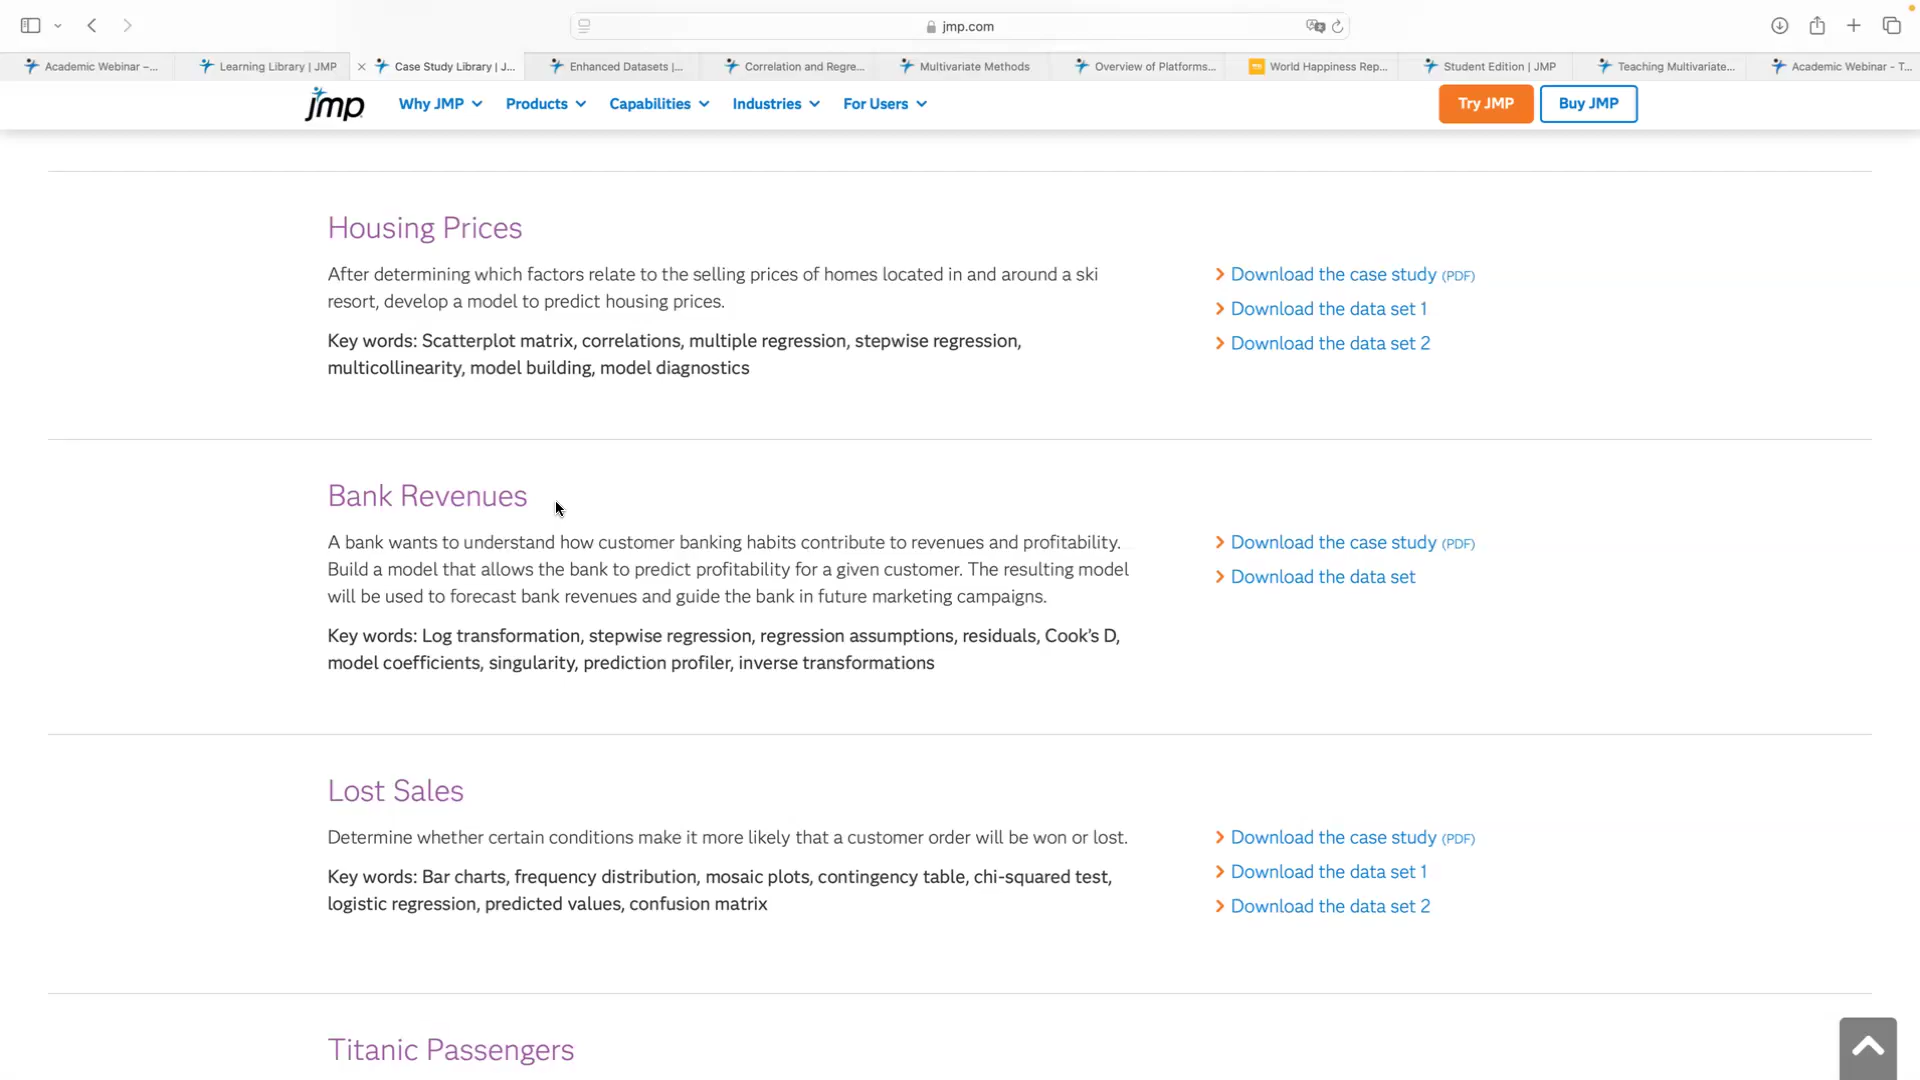 jmp.com
Academic Webinar –...
Learning Library | JMP
Case Study Library | J...
Enhanced Datasets |...
Correlation and Regre...
Multivariate Methods
Overview of Platforms...
World Happiness Rep...
Student Edition | JMP
Teaching Multivariate...
Academic Webinar - T...
jmp
Why JMP
Products
Capabilities
Industries
For Users
Try JMP
Buy JMP
Housing Prices
After determining which factors relate to the selling prices of homes located in and around a ski
resort, develop a model to predict housing prices.
Key words: Scatterplot matrix, correlations, multiple regression, stepwise regression,
multicollinearity, model building, model diagnostics
Download the case study (PDF)
Download the data set 1
Download the data set 2
Bank Revenues
A bank wants to understand how customer banking habits contribute to revenues and profitability.
Build a model that allows the bank to predict profitability for a given customer. The resulting model
will be used to forecast bank revenues and guide the bank in future marketing campaigns.
Key words: Log transformation, stepwise regression, regression assumptions, residuals, Cook’s D,
model coefficients, singularity, prediction profiler, inverse transformations
Download the case study (PDF)
Download the data set
Lost Sales
Determine whether certain conditions make it more likely that a customer order will be won or lost.
Key words: Bar charts, frequency distribution, mosaic plots, contingency table, chi-squared test,
logistic regression, predicted values, confusion matrix
Download the case study (PDF)
Download the data set 1
Download the data set 2
Titanic Passengers